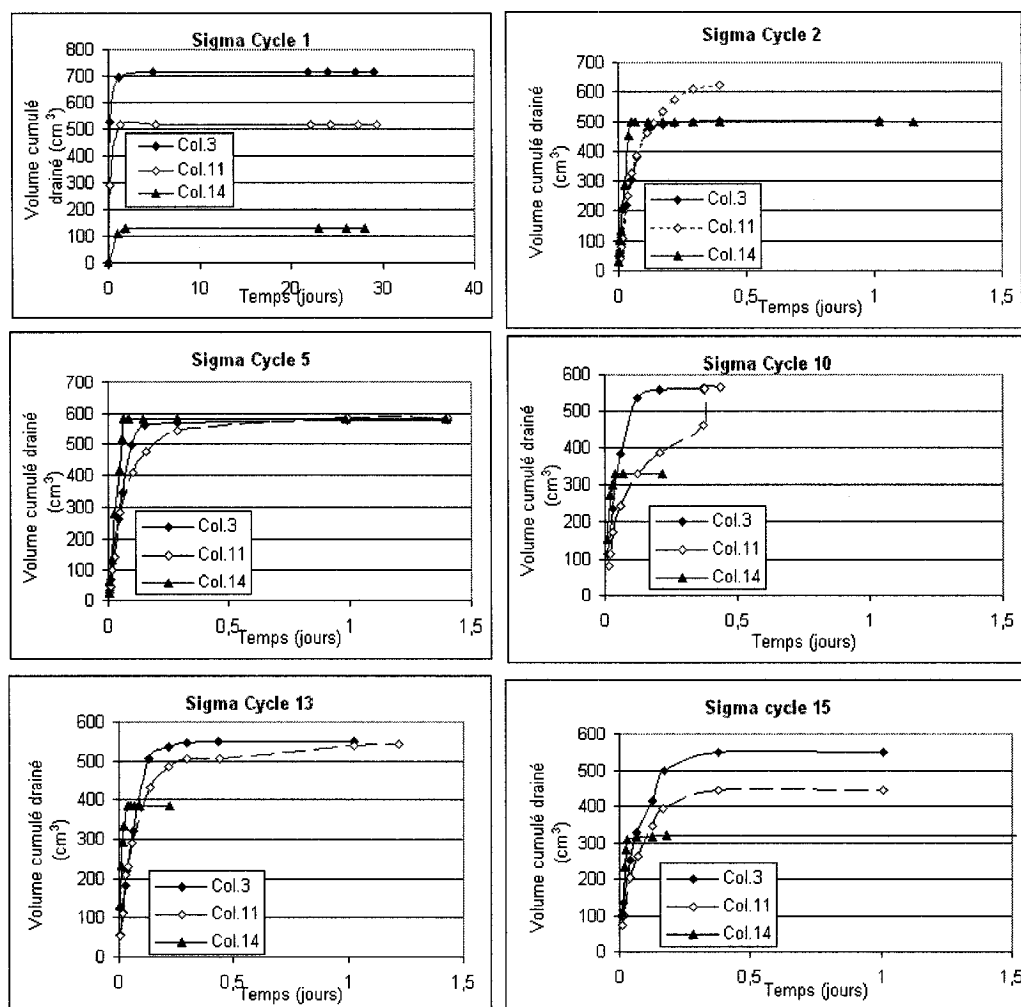 Sigma Cycle 1
Volume cumulé
drainé (cm³)
800
700
600
500
400
300
200
100
0
Col.3
Col.11
Col.14
0
10
20
30
40
Temps (jours)
Sigma Cycle 2
Volume cumulé drainé
(cm³)
700
600
500
400
300
200
100
0
Col.3
Col.11
Col.14
0
0,5
1
1,5
Temps (jours)
Sigma Cycle 5
Volume cumulé drainé
(cm³)
700
600
500
400
300
200
100
0
Col.3
Col.11
Col.14
0
0,5
1
1,5
Temps (jours)
Sigma Cycle 10
Volume cumulé drainé
(cm³)
600
500
400
300
200
100
0
Col.3
Col.11
Col.14
0
0,5
1
1,5
Temps (jours)
Sigma Cycle 13
Volume cumulé drainé
(cm³)
600
500
400
300
200
100
0
Col.3
Col.11
Col.14
0
0,5
1
1,5
Temps (jours)
Sigma cycle 15
Volume cumulé drainé
(cm³)
600
500
400
300
200
100
0
Col.3
Col.11
Col.14
0
0,5
1
1,5
Temps (jours)